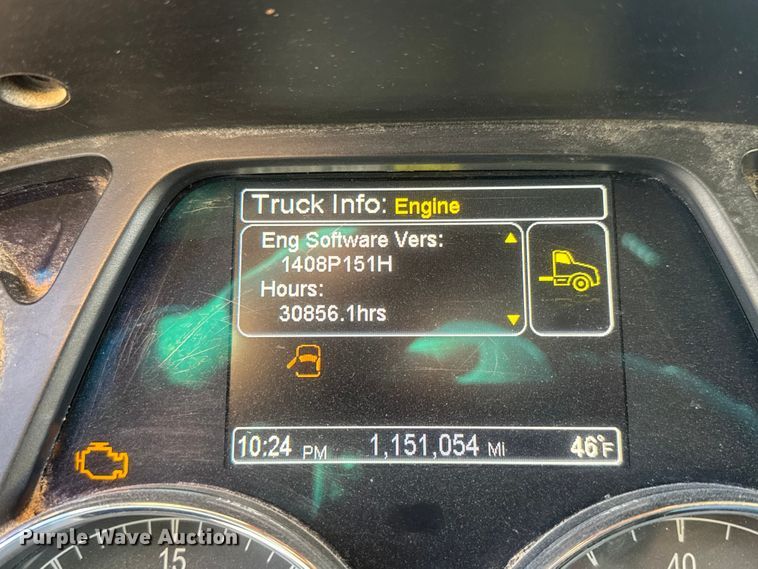 Truck Info: Engine
Eng Software Vers:
1408P151H
Hours:
30856.1hrs
10:24 PM 1,151,054 Mi 46°F
15
40
Purple Wave Auction